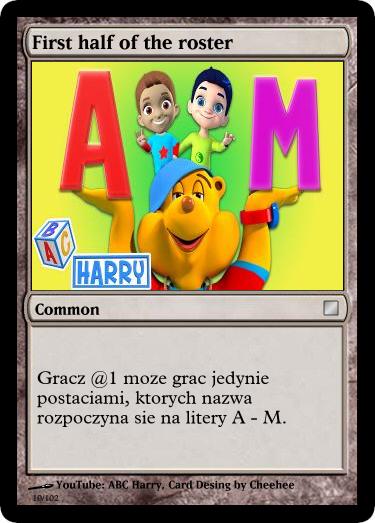 First half of the roster
A M
B
A C
HARRY
Common
Gracz @1 moze grac jedynie
postaciami, ktorych nazwa
rozpoczyna sie na litery A - M.
YouTube: ABC Harry, Card Desing by Cheehee
10/102